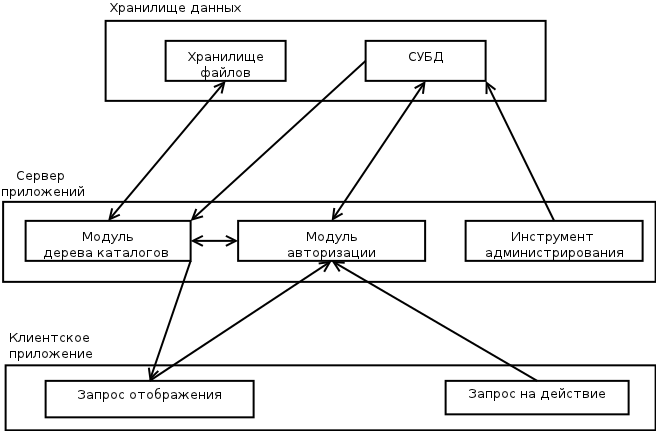 Хранилище данных
Хранилище
файлов
СУБД
Сервер
приложений
Модуль
дерева каталогов
Модуль
авторизации
Инструмент
администрирования
Клиентское
приложение
Запрос отображения
Запрос на действие